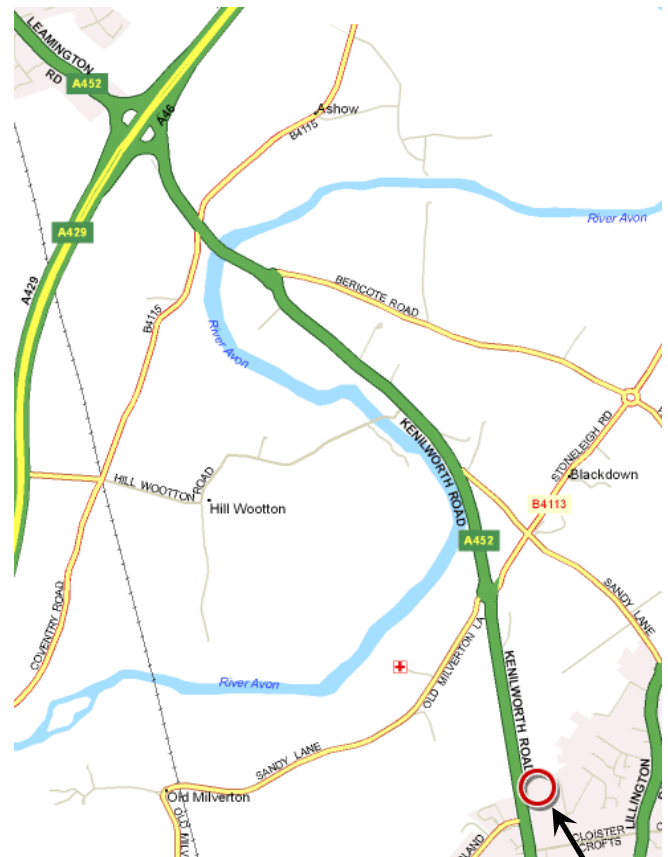 LEAMINGTON
RD
A452
A46
Ashow
B4115
River Avon
A429
A429
BERICOTE ROAD
B4115
River Avon
KENILWORTH ROAD
STONELEIGH RD
Blackdown
HILL WOOTTON ROAD
Hill Wootton
B4113
A452
COVENTRY ROAD
SANDY LANE
KENILWORTH ROAD
OLD MILVERTON LA
River Avon
SANDY LANE
Old Milverton
OLD MIL
LILLINGTON
CLOISTER
CROFTS